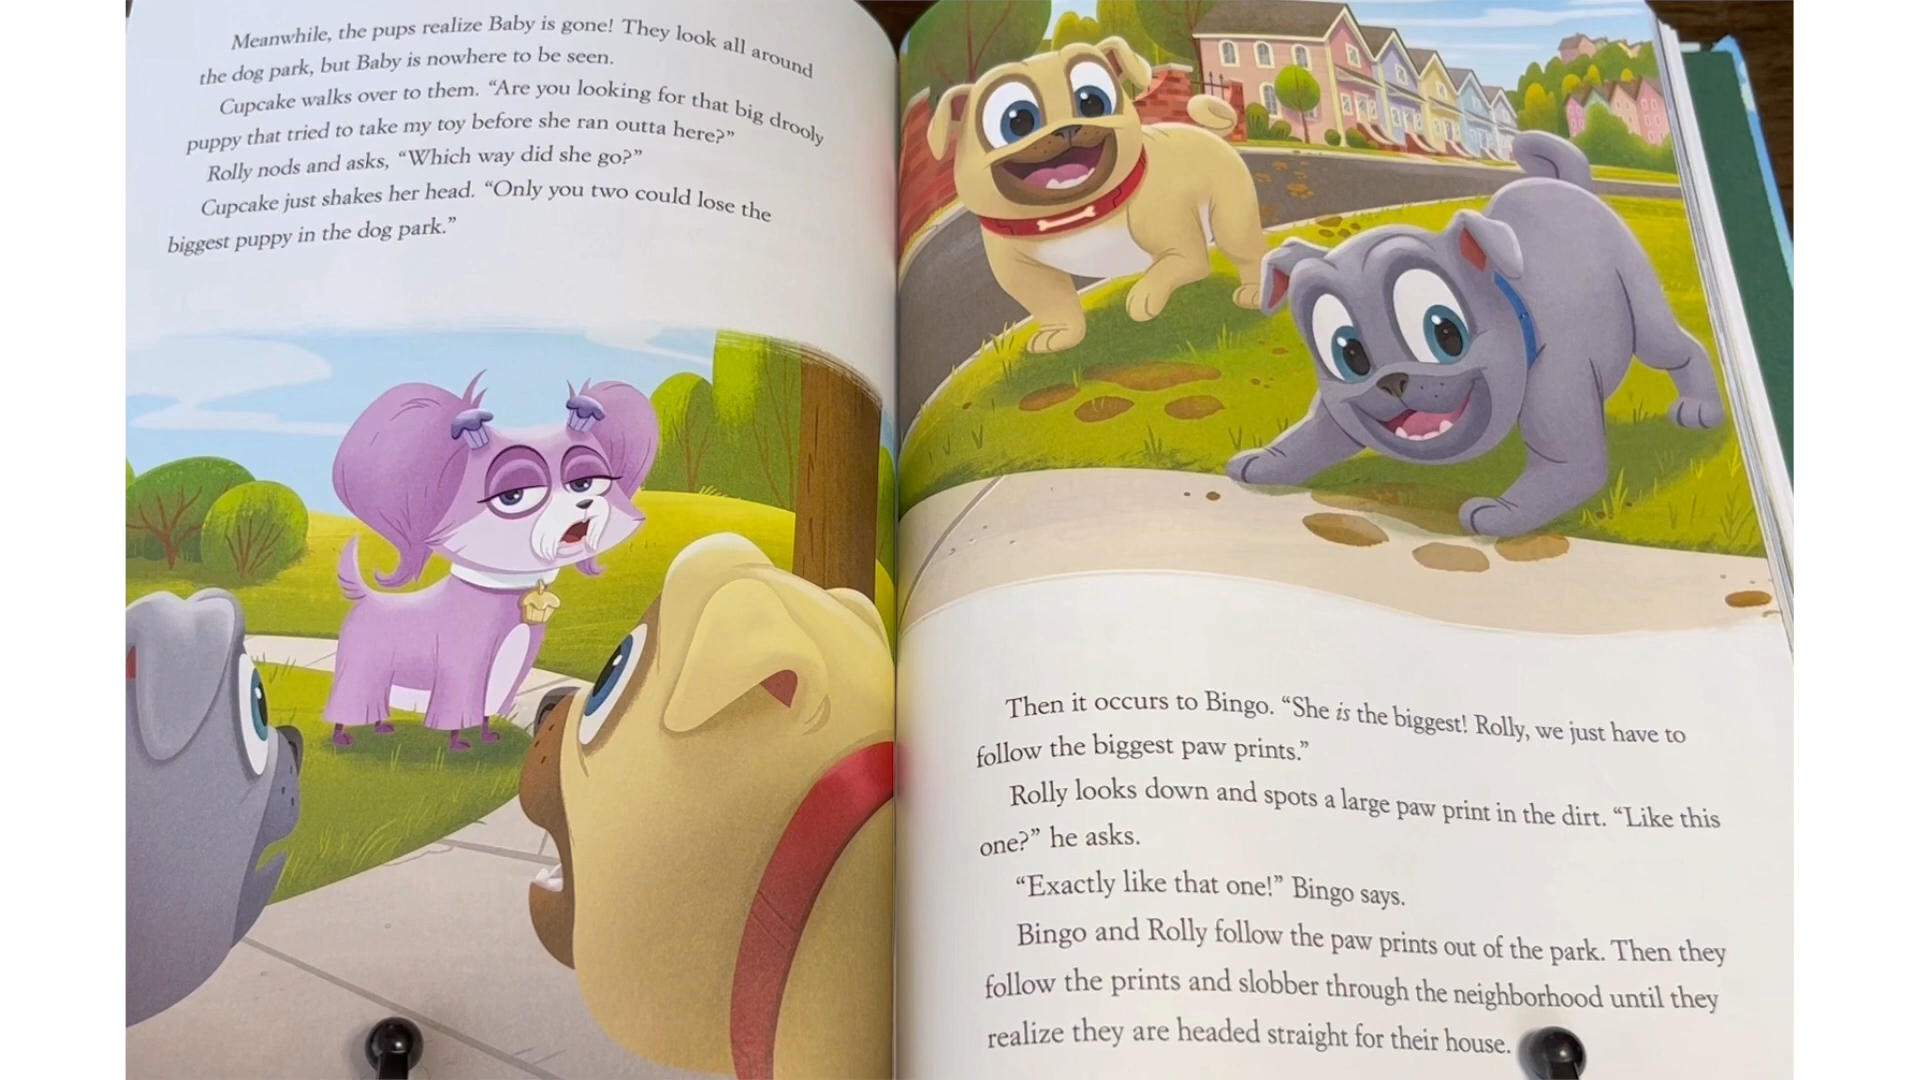 Meanwhile, the pups realize Baby is gone! They look all around
the dog park, but Baby is nowhere to be seen.
Cupcake walks over to them. “Are you looking for that big drooly
puppy that tried to take my toy before she ran outta here?”
Rolly nods and asks, “Which way did she go?”
Cupcake just shakes her head. “Only you two could lose the
biggest puppy in the dog park.”
Then it occurs to Bingo. “She is the biggest! Rolly, we just have to
follow the biggest paw prints.”
Rolly looks down and spots a large paw print in the dirt. “Like this
one?” he asks.
“Exactly like that one!” Bingo says.
Bingo and Rolly follow the paw prints out of the park. Then they
follow the prints and slobber through the neighborhood until they
realize they are headed straight for their house.